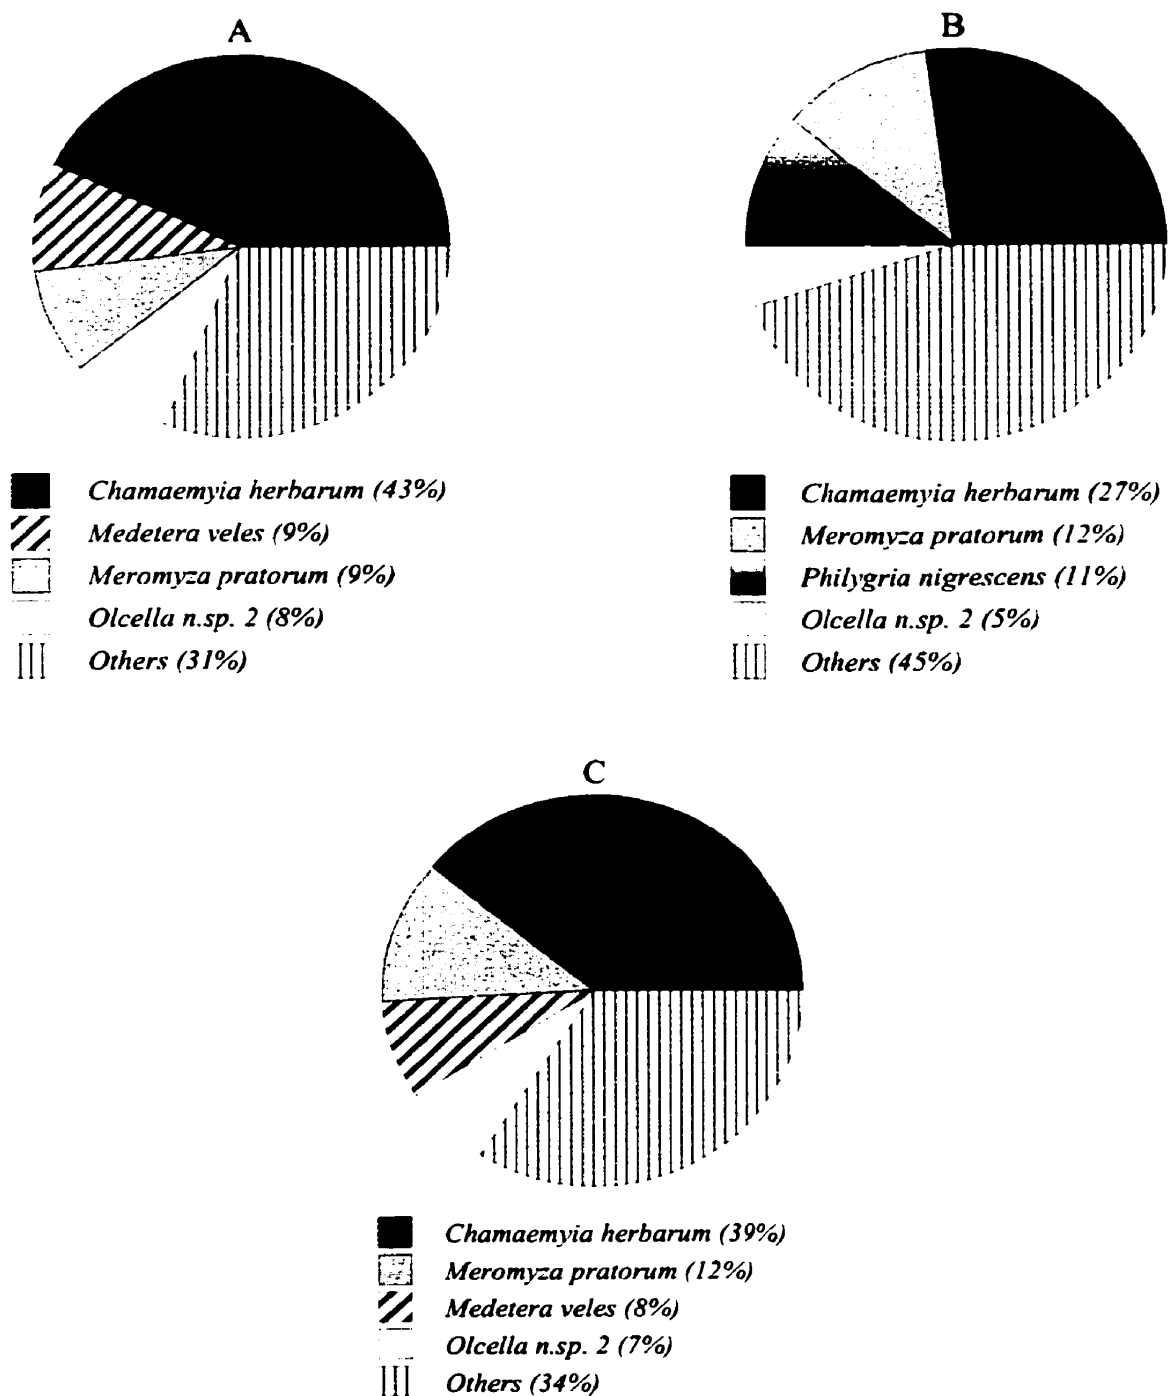 A
Chamaemyia herbarum (43%)
Medetera veles (9%)
Meromyza pratorum (9%)
Olcella n.sp. 2 (8%)
Others (31%)
B
Chamaemyia herbarum (27%)
Meromyza pratorum (12%)
Philygria nigrescens (11%)
Olcella n.sp. 2 (5%)
Others (45%)
C
Chamaemyia herbarum (39%)
Meromyza pratorum (12%)
Medetera veles (8%)
Olcella n.sp. 2 (7%)
Others (34%)